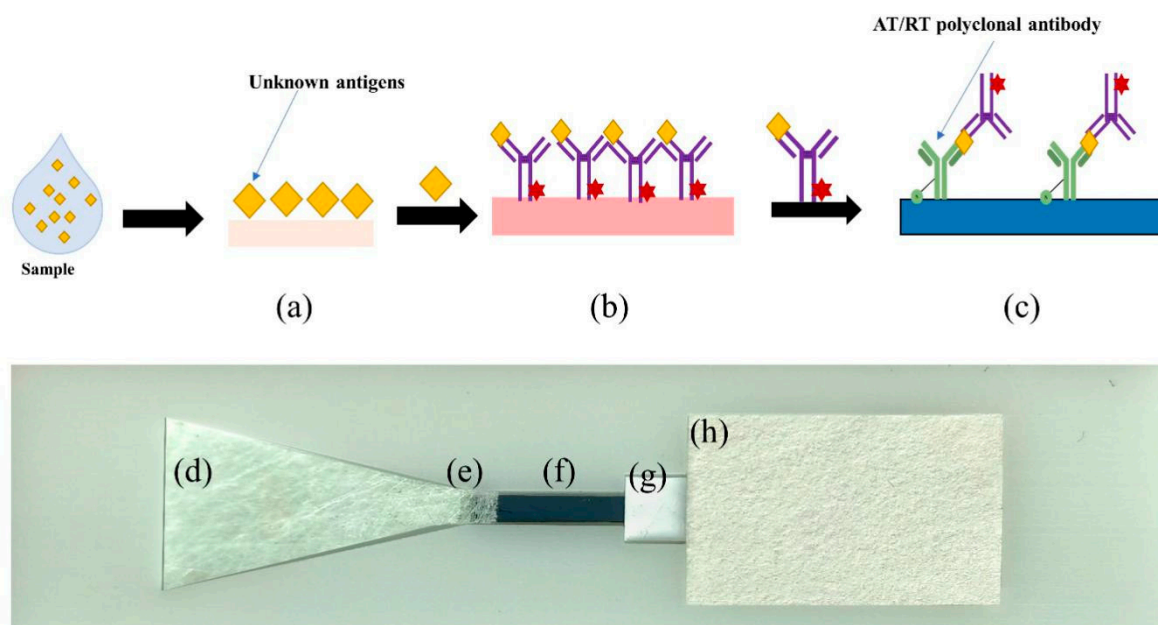 AT/RT polyclonal antibody
Unknown antigens
Sample
(a)
(b)
(c)
(d)
(e)
(f)
(g)
(h)